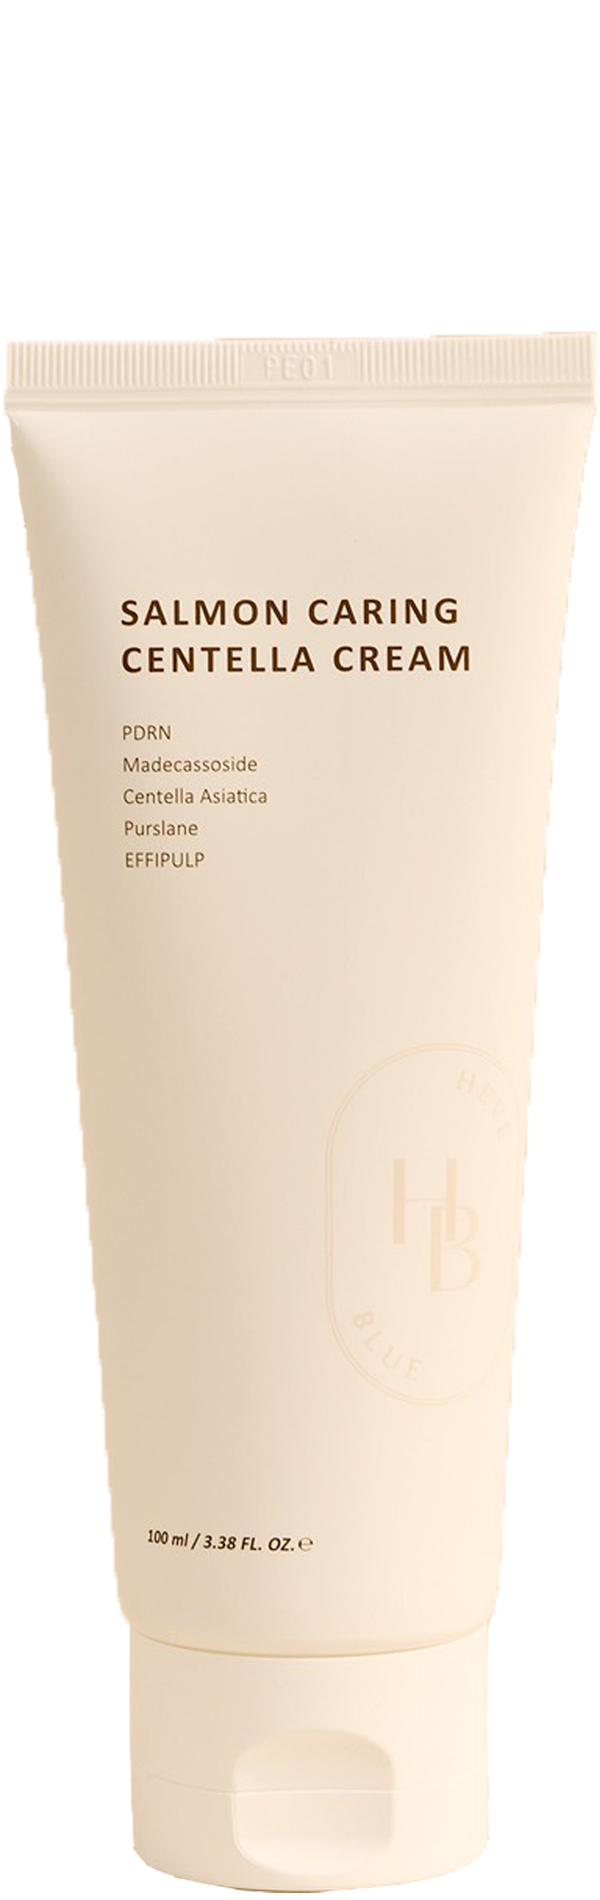 PE01
SALMON CARING
CENTELLA CREAM
PDRN
Madecassoside
Centella Asiatica
Purslane
EFFIPULP
HEVE
HB
BLUE
100 ml / 3.38 FL. OZ. ℮